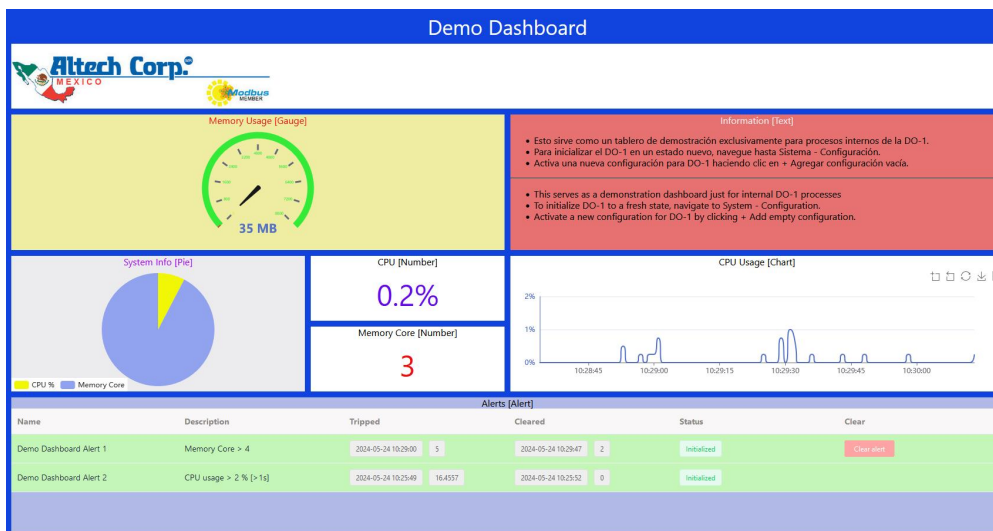 Demo Dashboard
Altech Corp.
MEXICO
Modbus
MEMBER
Memory Usage [Gauge]
35 MB
Information [Text]
• Esto sirve como un tablero de demostración exclusivamente para procesos internos de la DO-1.
• Para inicializar el DO-1 en un estado nuevo, navegue hasta Sistema - Configuración.
• Activa una nueva configuración para DO-1 haciendo clic en + Agregar configuración vacía.
• This serves as a demonstration dashboard just for internal DO-1 processes
• To initialize DO-1 to a fresh state, navigate to System - Configuration.
• Activate a new configuration for DO-1 by clicking + Add empty configuration.
System Info [Pie]
CPU % Memory Core
CPU [Number]
0.2%
Memory Core [Number]
3
CPU Usage [Chart]
2%
1%
0%
10:28:45 10:29:00 10:29:15 10:29:30 10:29:45 10:30:00
Alerts [Alert]
Name Description Tripped Cleared Status Clear
Demo Dashboard Alert 1 Memory Core > 4 2024-05-24 10:29:00 5 2024-05-24 10:29:47 2 Initialized Clear alert
Demo Dashboard Alert 2 CPU usage > 2 % [>1s] 2024-05-24 10:25:49 16.4557 2024-05-24 10:25:52 0 Initialized